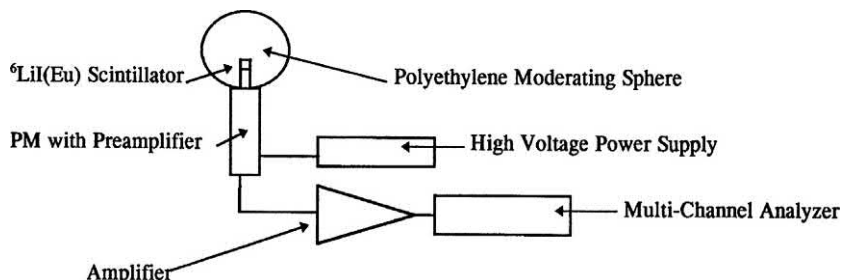 ⁶LiI(Eu) Scintillator
Polyethylene Moderating Sphere
PM with Preamplifier
High Voltage Power Supply
Multi-Channel Analyzer
Amplifier